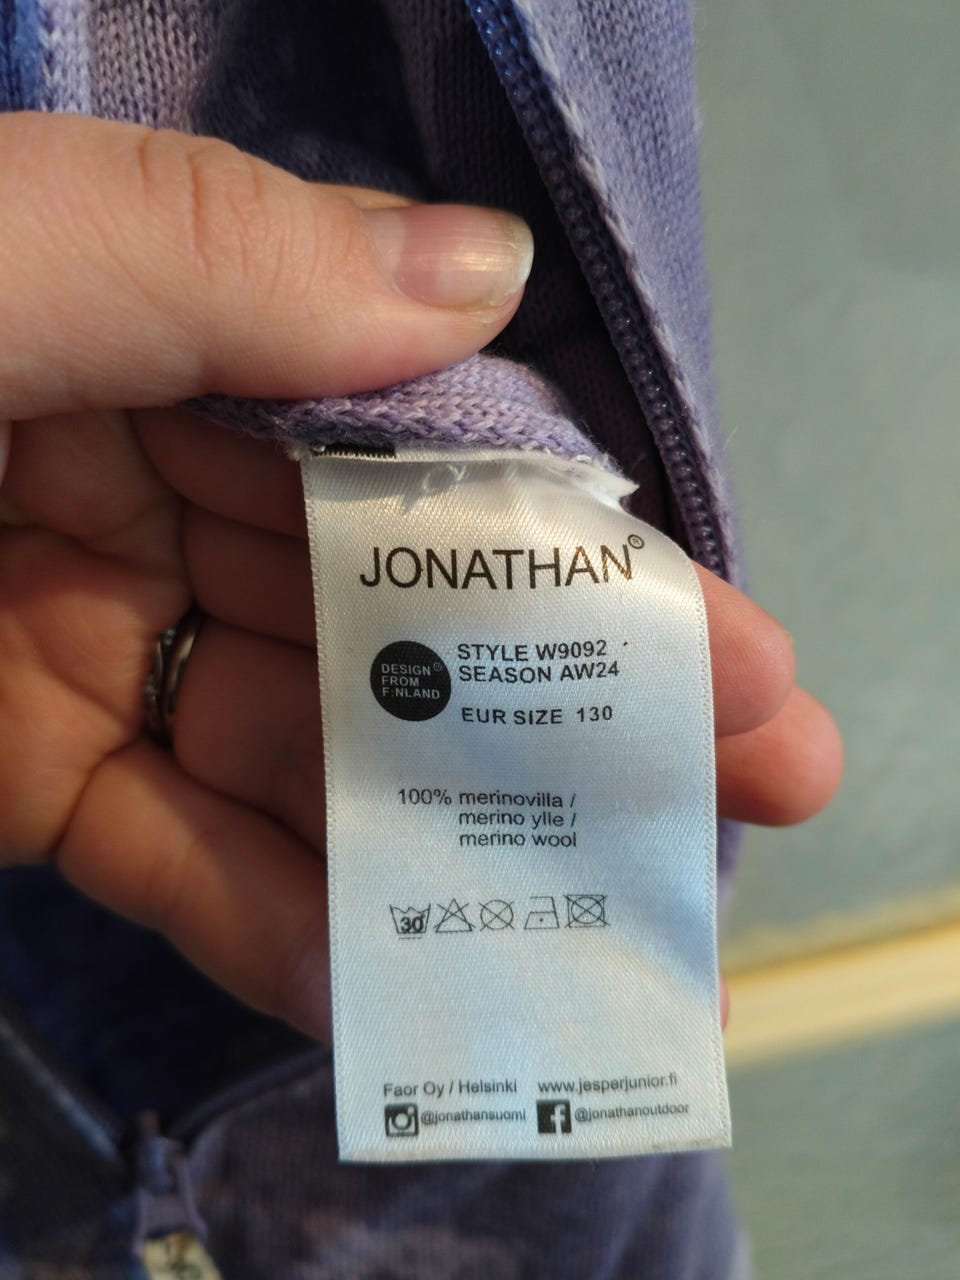 JONATHAN®
DESIGN®
FROM
F:NLAND
STYLE W9092
SEASON AW24
EUR SIZE 130
100% merinovilla /
merino ylle /
merino wool
30
Faor Oy / Helsinki www.jesperjunior.fi
@jonathansuomi @jonathanoutdoor